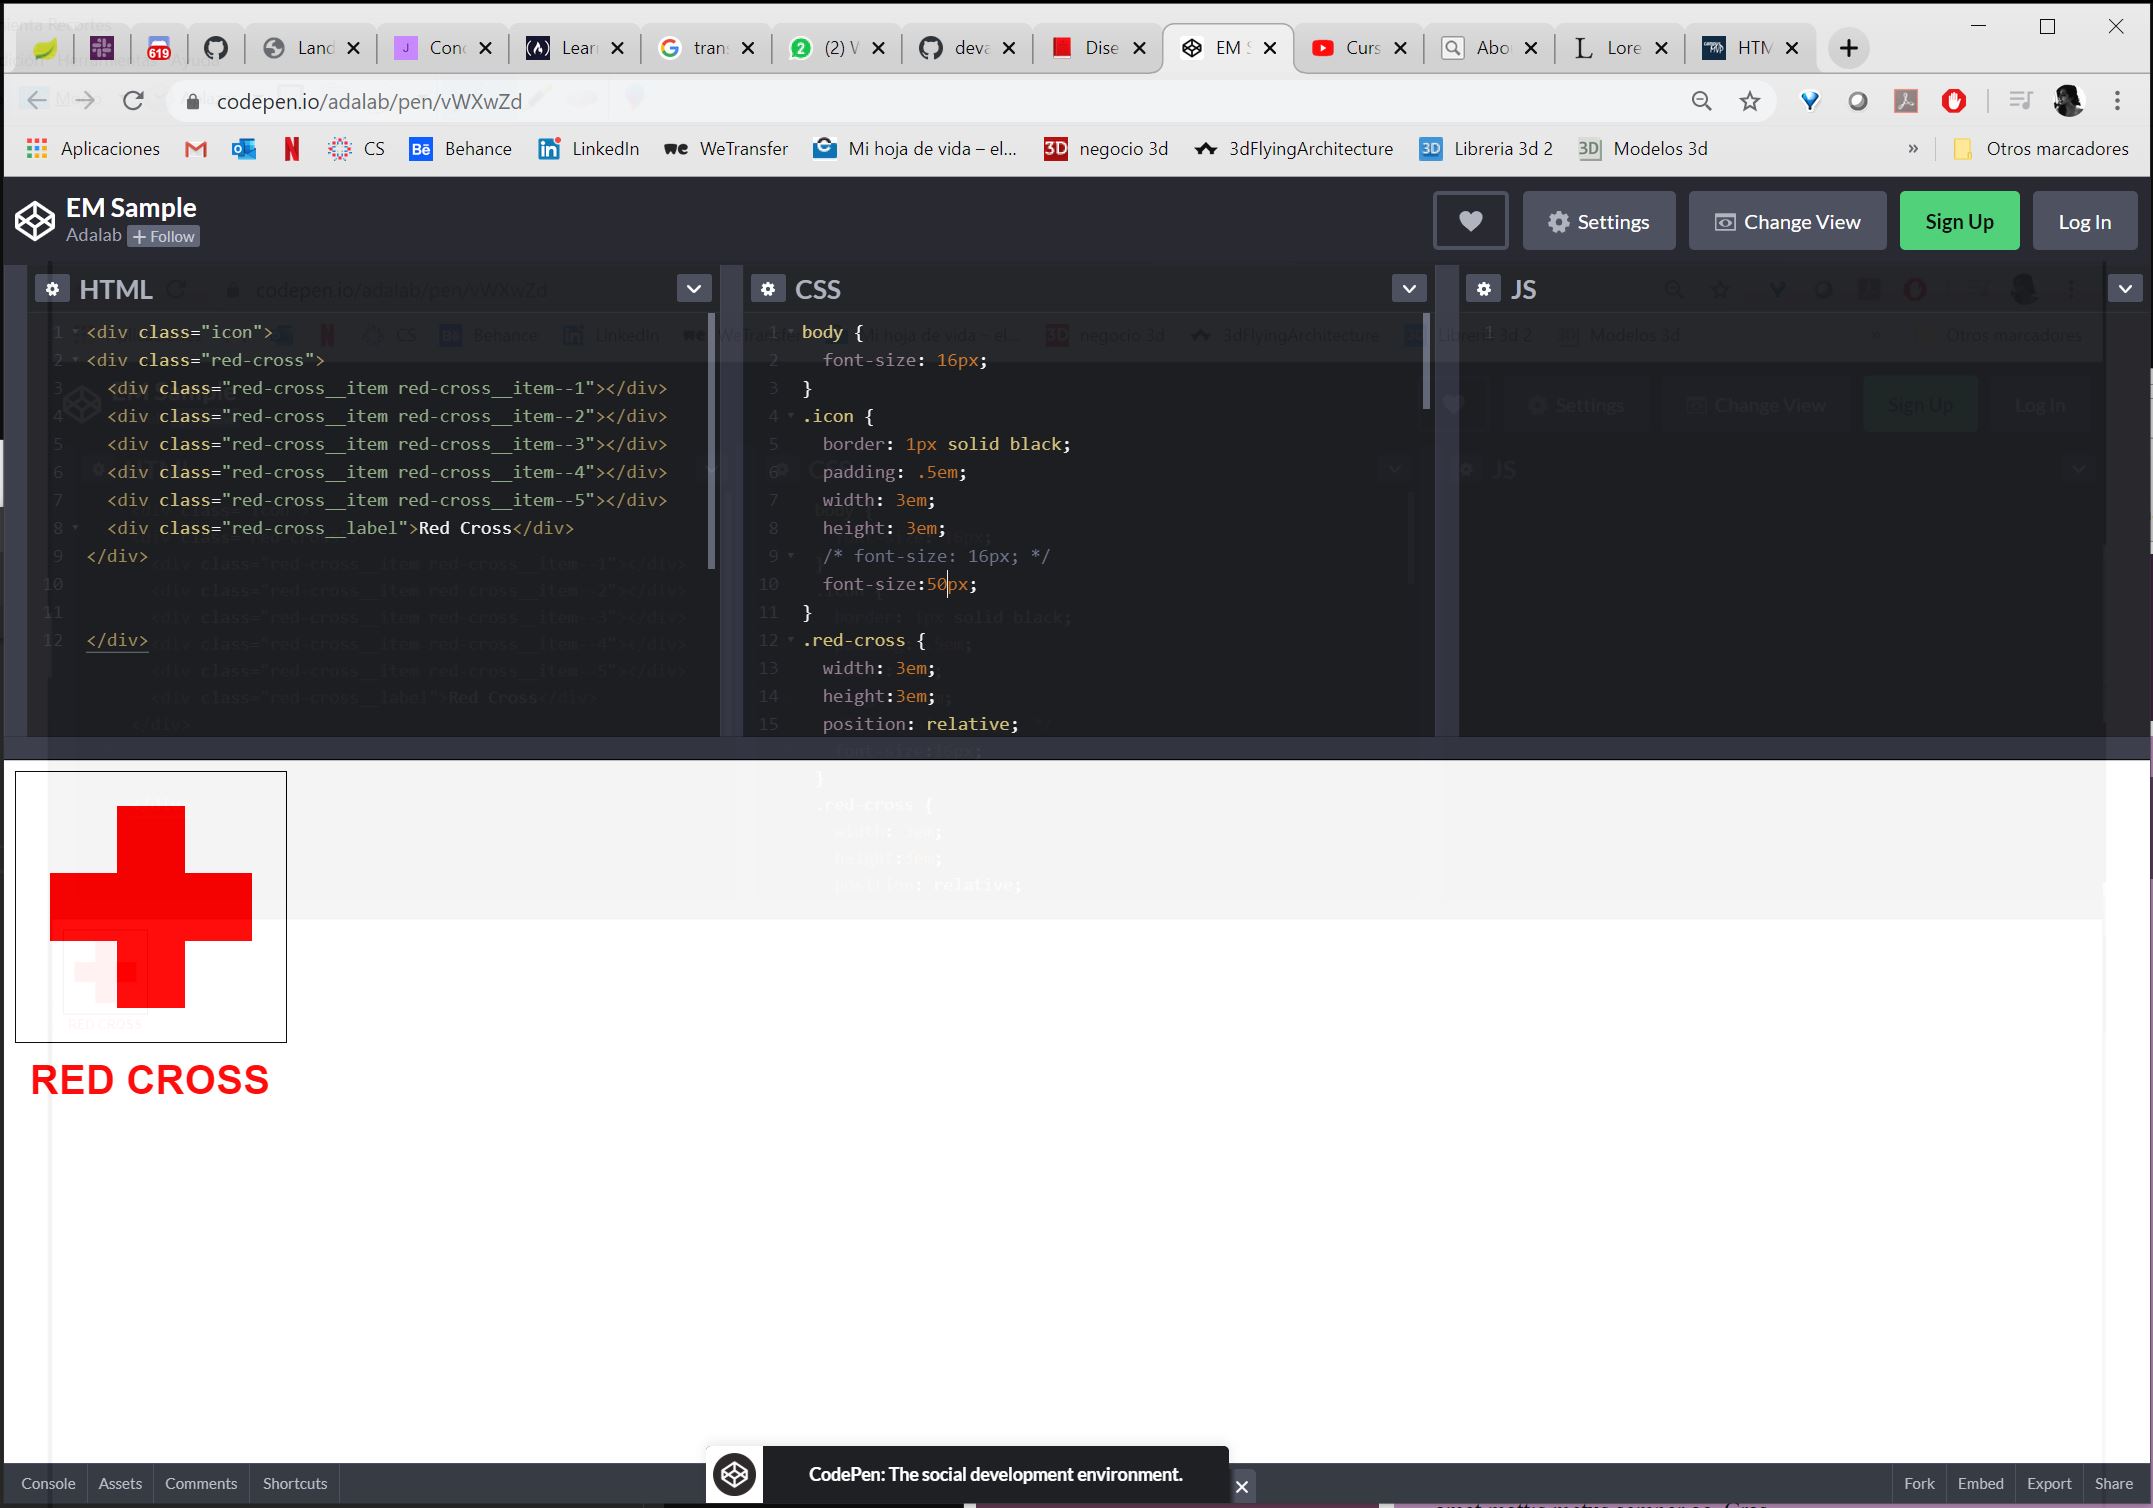 619
Land
Conc
Lear
tran
(2) V
deva
Dise
EM S
Curs
Abo
Lore
HTM
codepen.io/adalab/pen/vWXwZd
Aplicaciones
CS
Behance
LinkedIn
WeTransfer
Mi hoja de vida – el...
negocio 3d
3dFlyingArchitecture
Libreria 3d 2
Modelos 3d
»
Otros marcadores
EM Sample
Adalab + Follow
Settings
Change View
Sign Up
Log In
HTML
1 <div class="icon">
2 <div class="red-cross">
3 <div class="red-cross__item red-cross__item--1"></div>
4 <div class="red-cross__item red-cross__item--2"></div>
5 <div class="red-cross__item red-cross__item--3"></div>
6 <div class="red-cross__item red-cross__item--4"></div>
7 <div class="red-cross__item red-cross__item--5"></div>
8 <div class="red-cross__label">Red Cross</div>
9 </div>
10
11
12 </div>
CSS
1 body {
2 font-size: 16px;
3 }
4 .icon {
5 border: 1px solid black;
6 padding: .5em;
7 width: 3em;
8 height: 3em;
9 /* font-size: 16px; */
10 font-size:50px;
11 }
12 .red-cross {
13 width: 3em;
14 height:3em;
15 position: relative;
JS
1
RED CROSS
CodePen: The social development environment.
Console
Assets
Comments
Shortcuts
Fork
Embed
Export
Share